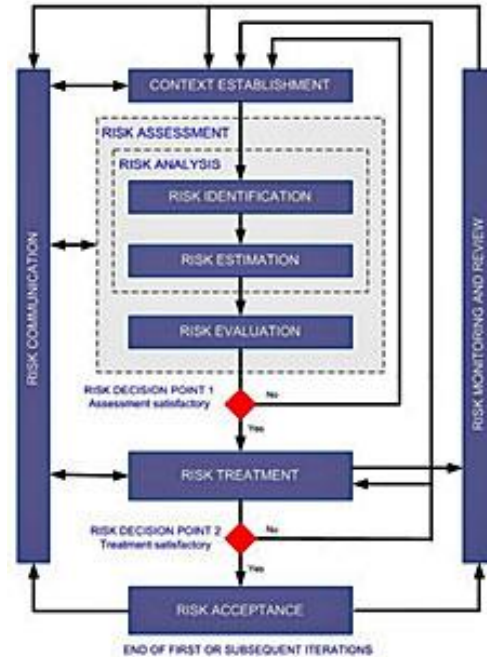 CONTEXT ESTABLISHMENT
RISK ASSESSMENT
RISK ANALYSIS
RISK IDENTIFICATION
RISK ESTIMATION
RISK EVALUATION
RISK COMMUNICATION
RISK MONITORING AND REVIEW
RISK DECISION POINT 1
Assessment satisfactory
No
Yes
RISK TREATMENT
RISK DECISION POINT 2
Treatment satisfactory
No
Yes
RISK ACCEPTANCE
END OF FIRST OR SUBSEQUENT ITERATIONS